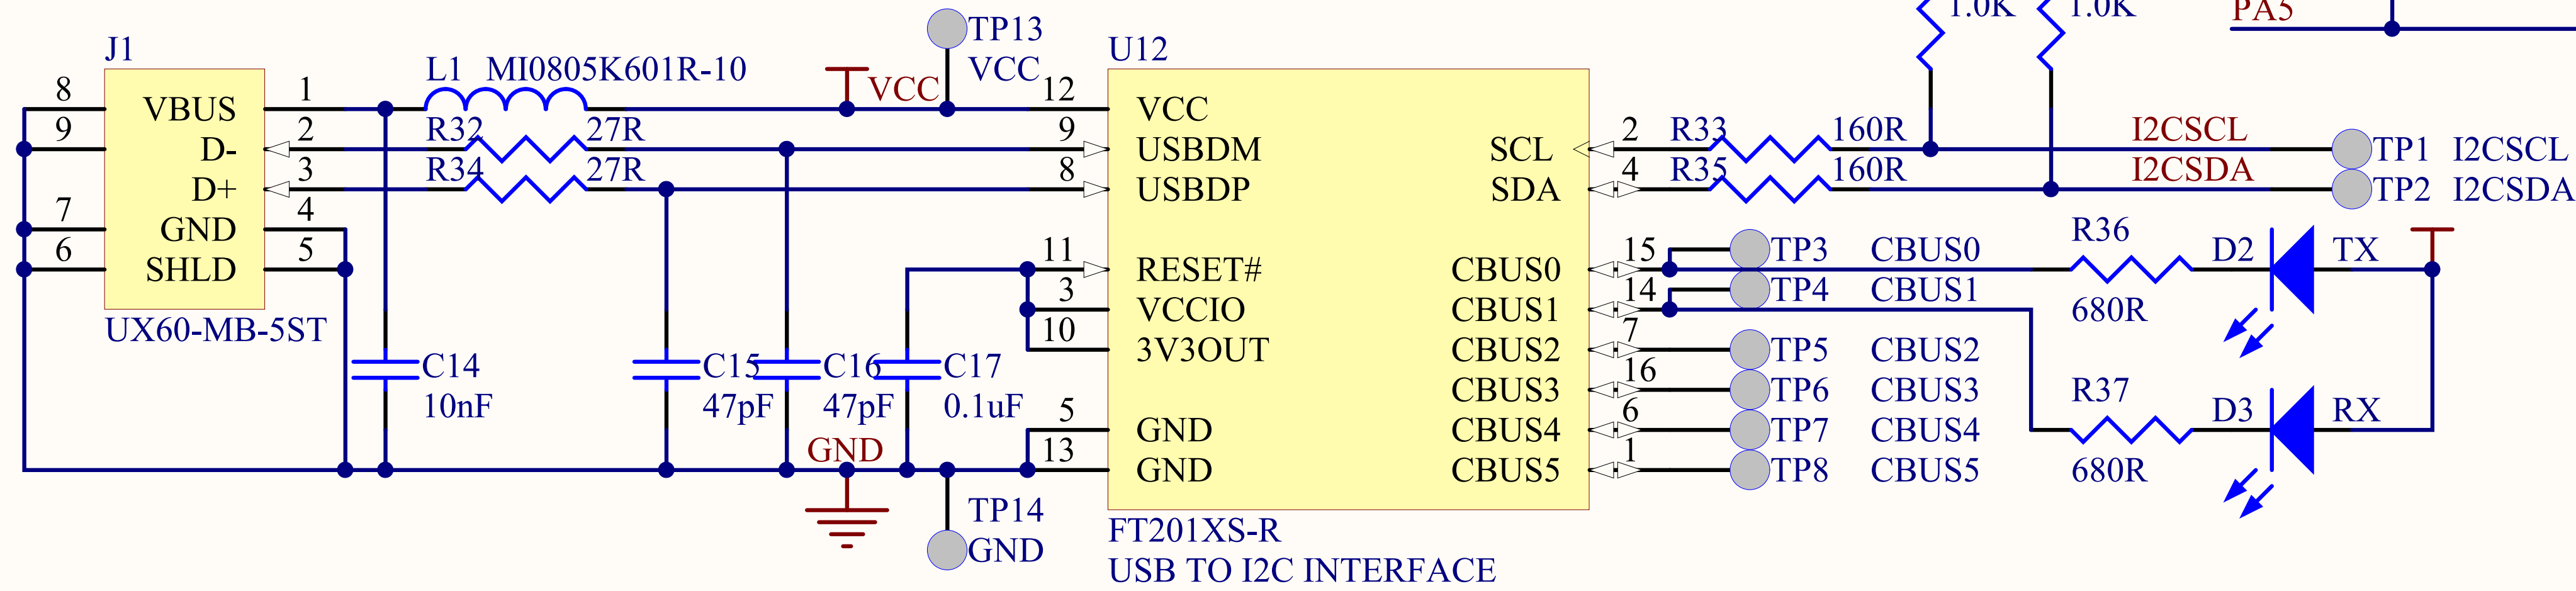 1.0K 1.0K PA5
TP13
J1 U12
L1 MI0805K601R-10 VCC
8 VBUS 1 VCC 12 VCC
9 D- 2 R32 27R 9 USBDM SCL 2 R33 160R I2CSCL TP1 I2CSCL
D+ 3 R34 27R 8 USBDP SDA 4 R35 160R I2CSDA TP2 I2CSDA
7 GND 4
6 SHLD 5 11 RESET# CBUS0 15 TP3 CBUS0 R36 D2 TX
3 VCCIO CBUS1 14 TP4 CBUS1 680R
UX60-MB-5ST 10 3V3OUT CBUS2 7 TP5 CBUS2
C14 C15 C16 C17 CBUS3 16 TP6 CBUS3 R37
10nF 47pF 47pF 0.1uF 5 GND CBUS4 6 TP7 CBUS4 D3 RX
GND 13 GND CBUS5 1 TP8 CBUS5 680R
TP14 FT201XS-R
GND USB TO I2C INTERFACE